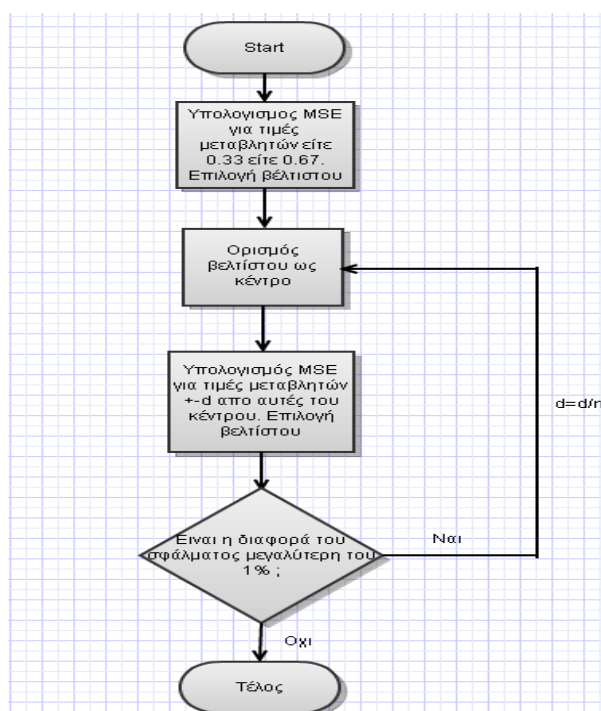 Start
Υπολογισμος MSE
για τιμές
μεταβλητών είτε
0.33 είτε 0.67.
Επιλογή βέλτιστου
Ορισμός
βελτίστου ως
κέντρο
Υπολογισμός MSE
για τιμές μεταβλητών
+-d απο αυτές του
κέντρου. Επιλογή
βελτίστου
d=d/n
Ειναι η διαφορά του
σφάλματος μεγαλύτερη του
1% ;
Ναι
Οχι
Τέλος